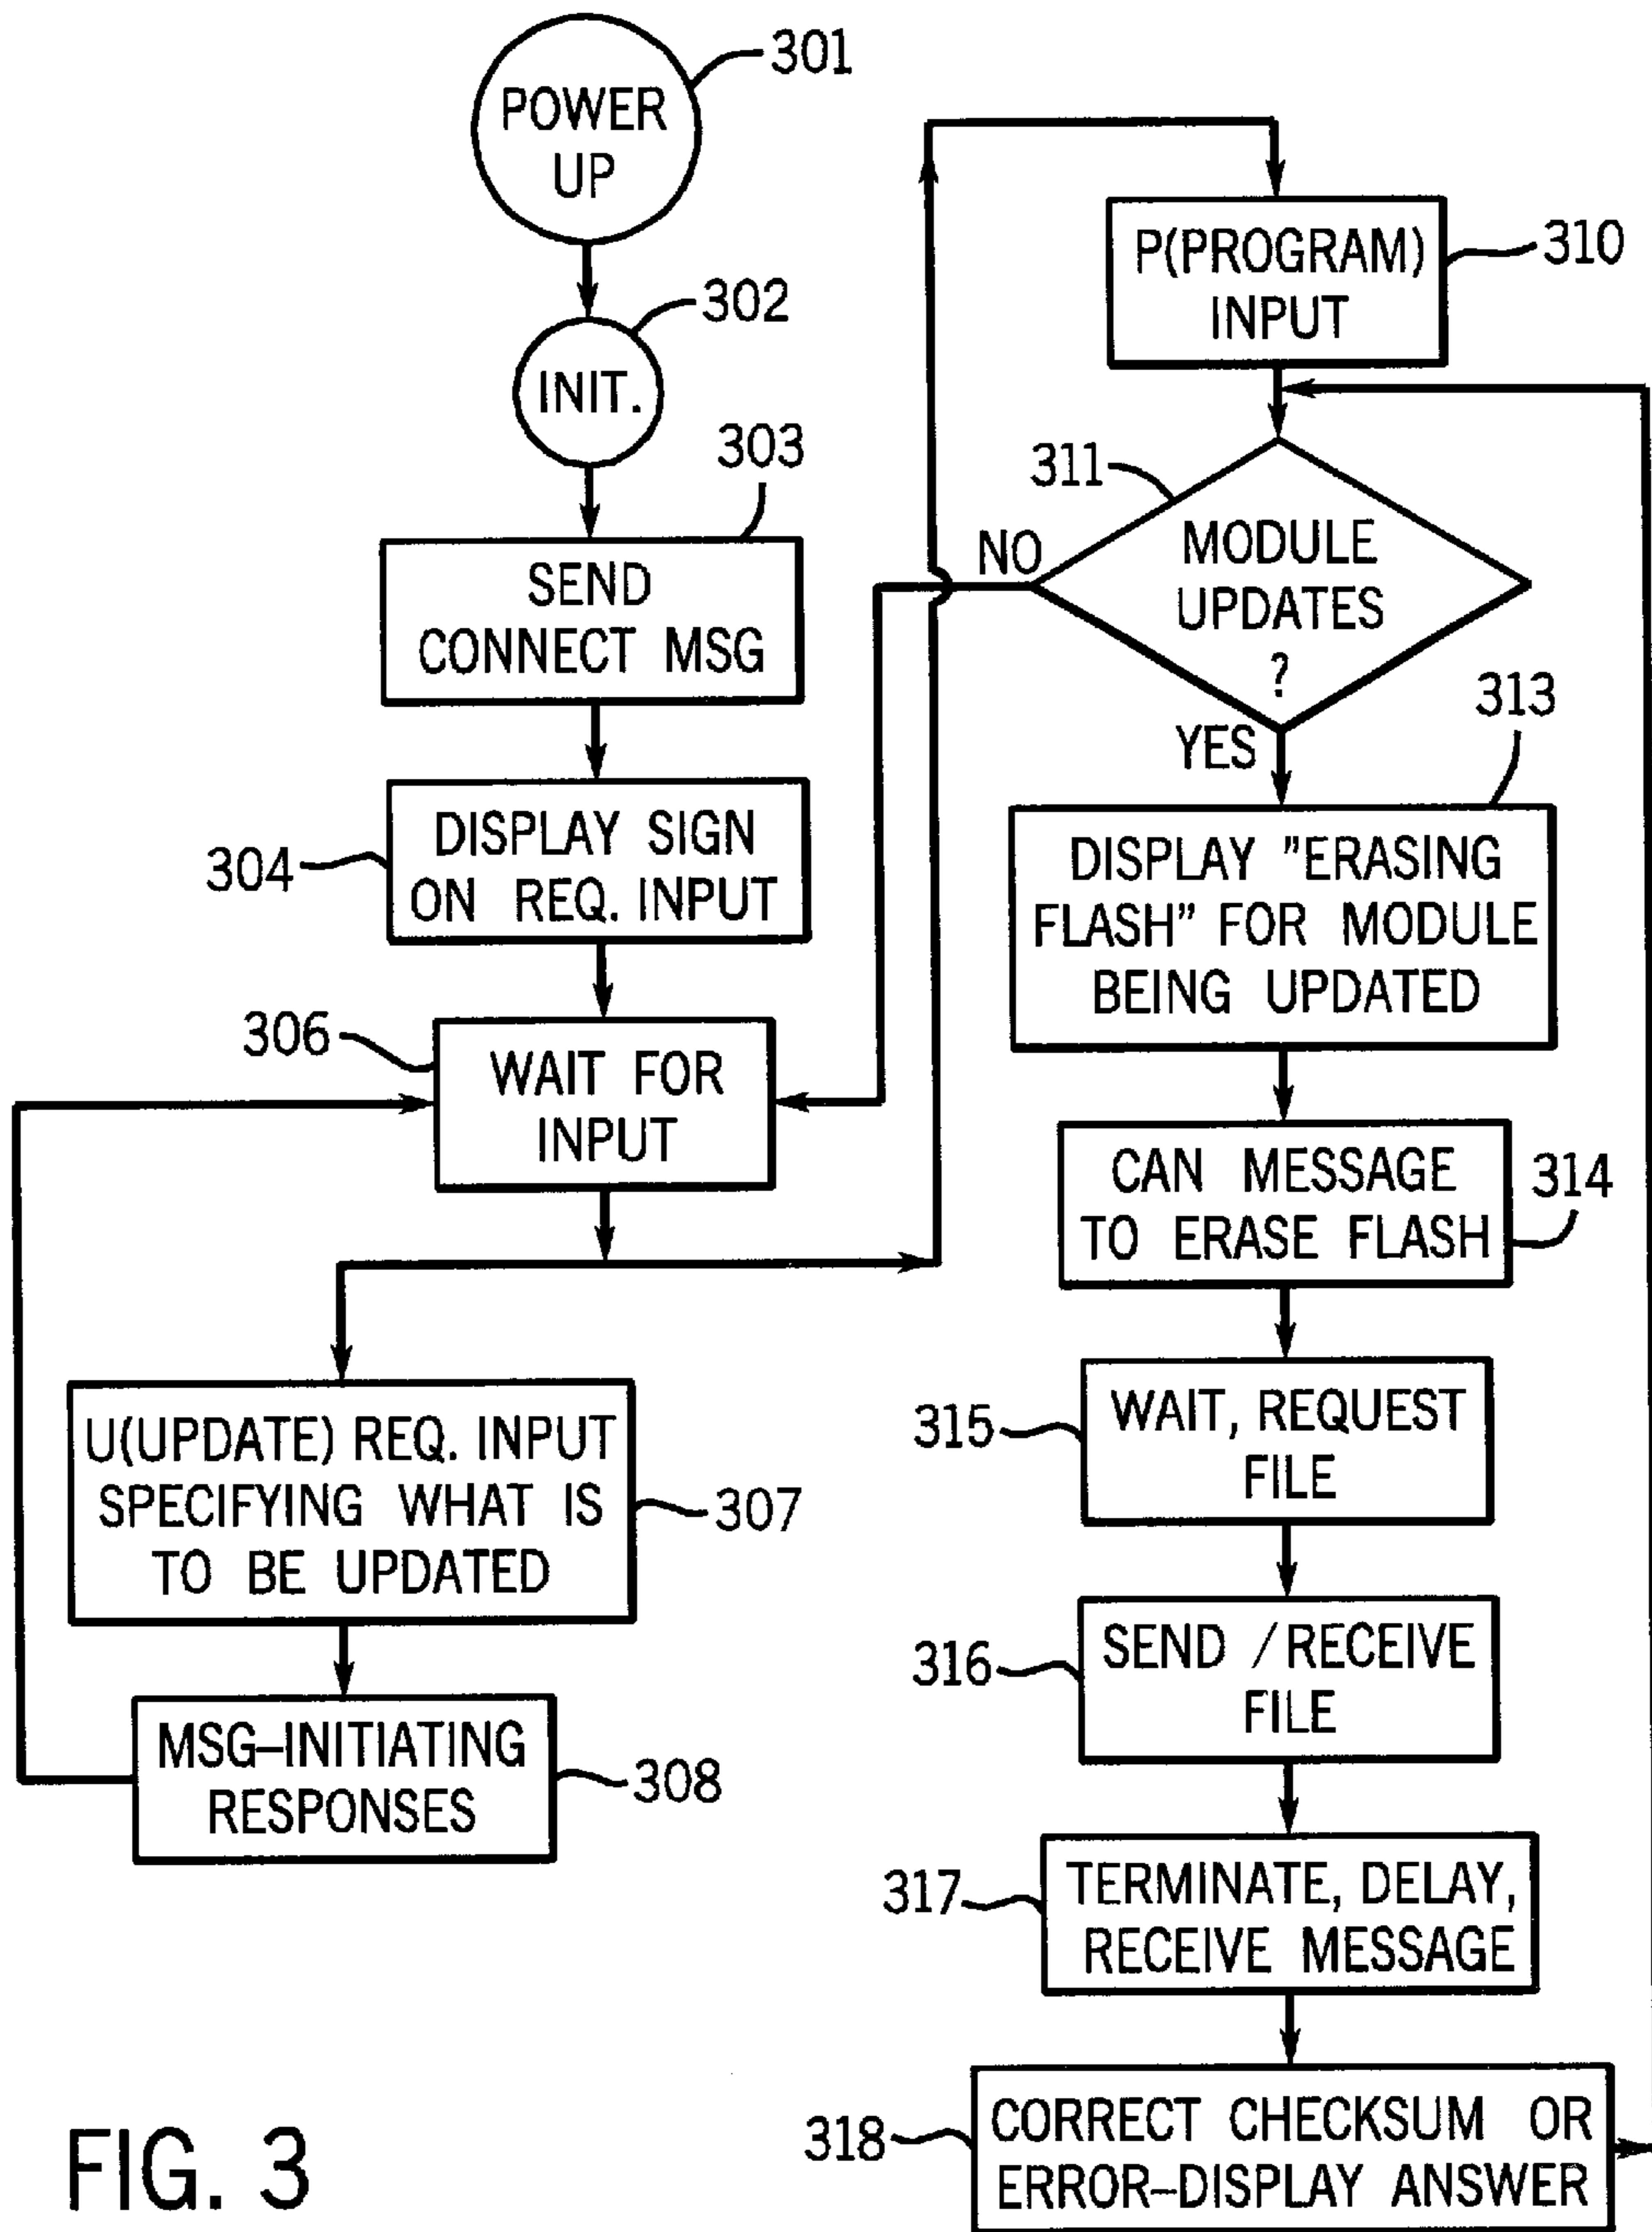 301
POWER
UP
302
INIT.
303
SEND
CONNECT MSG
304
DISPLAY SIGN
ON REQ. INPUT
306
WAIT FOR
INPUT
U(UPDATE) REQ. INPUT
SPECIFYING WHAT IS
TO BE UPDATED
307
MSG-INITIATING
RESPONSES
308
P(PROGRAM)
INPUT
310
311
MODULE
UPDATES
?
NO
YES
313
DISPLAY "ERASING
FLASH" FOR MODULE
BEING UPDATED
CAN MESSAGE
TO ERASE FLASH
314
315
WAIT, REQUEST
FILE
316
SEND / RECEIVE
FILE
317
TERMINATE, DELAY,
RECEIVE MESSAGE
318
CORRECT CHECKSUM OR
ERROR-DISPLAY ANSWER
FIG. 3